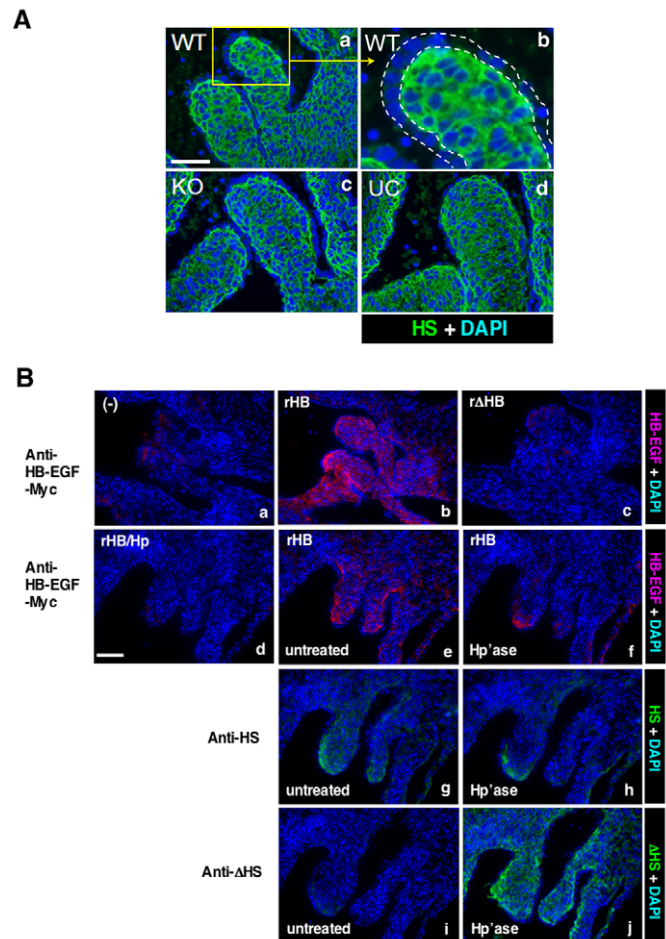 A
WT a
WT b
KO c
UC d
HS + DAPI
B
Anti-
HB-EGF
-Myc
(-) a
rHB b
rΔHB c
HB-EGF + DAPI
Anti-
HB-EGF
-Myc
rHB/Hp d
rHB untreated e
rHB Hp'ase f
HB-EGF + DAPI
Anti-HS
untreated g
Hp'ase h
HS + DAPI
Anti-ΔHS
untreated i
Hp'ase j
ΔHS + DAPI